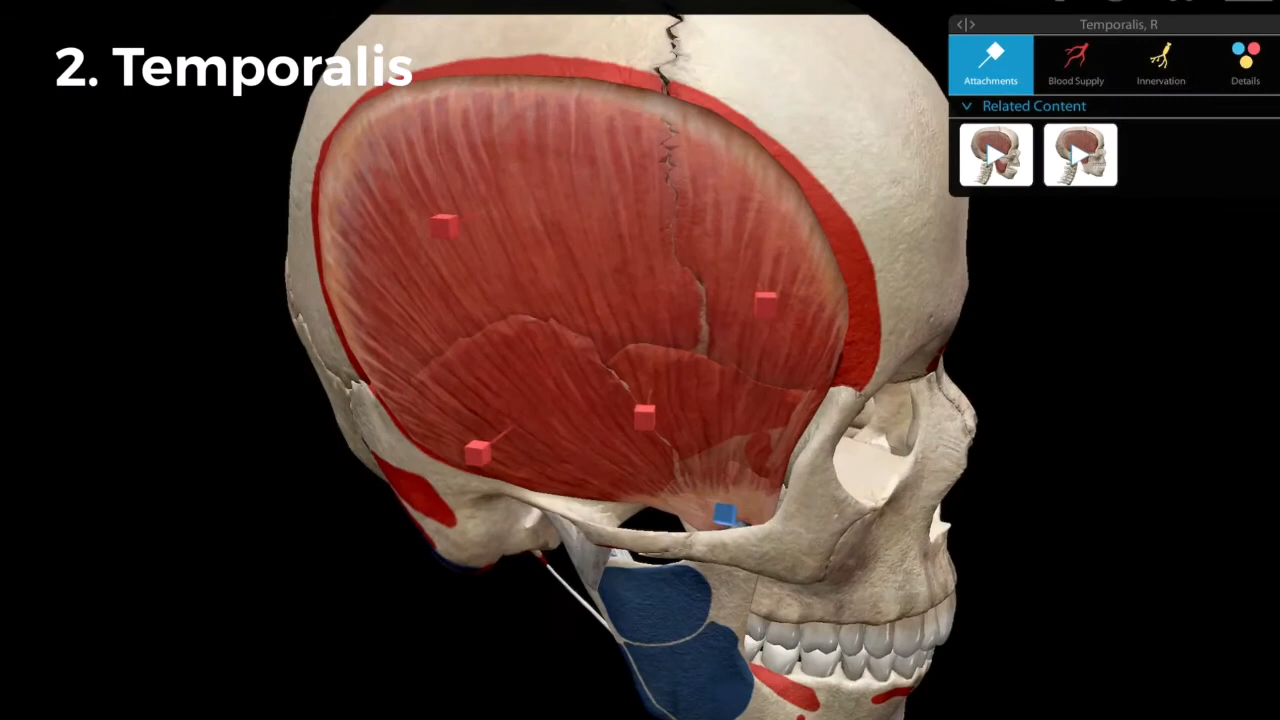 2. Temporalis
Temporalis, R
Attachments
Blood Supply
Innervation
Details
Related Content